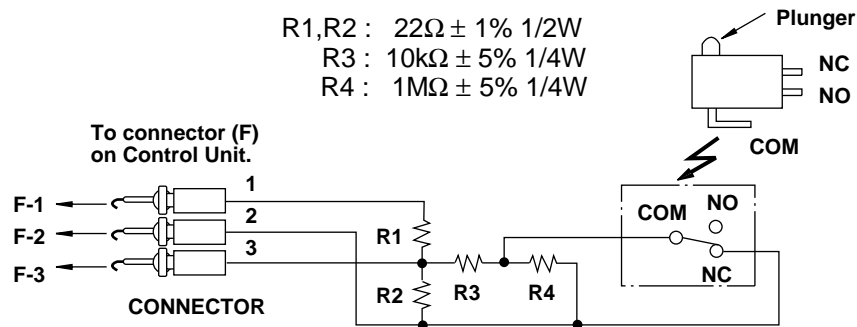 R1,R2 : 22Ω ± 1% 1/2W
R3 : 10kΩ ± 5% 1/4W
R4 : 1MΩ ± 5% 1/4W
Plunger
NC
NO
COM
To connector (F)
on Control Unit.
F-1
F-2
F-3
1
2
3
CONNECTOR
R1
R2
R3
R4
COM
NO
NC